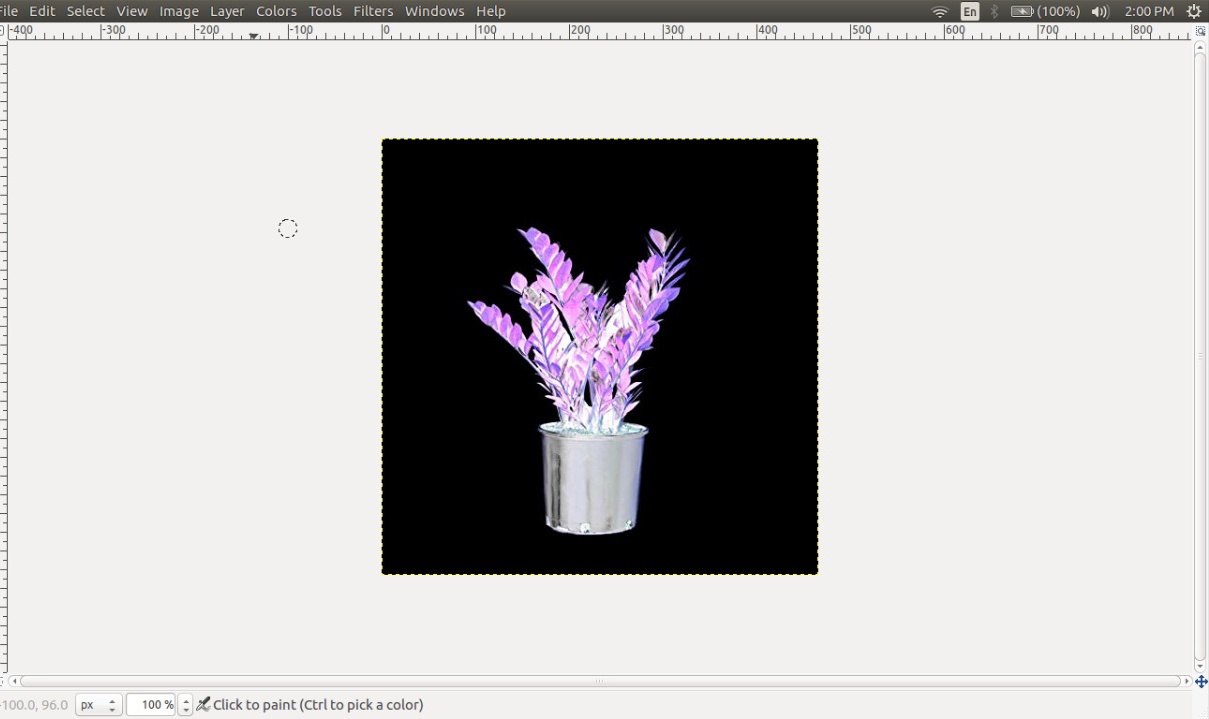 File Edit Select View Image Layer Colors Tools Filters Windows Help En (100%) 2:00 PM
-400 -300 -200 -100 0 100 200 300 400 500 600 700 800
-100.0, 96.0 px 100 % Click to paint (Ctrl to pick a color)